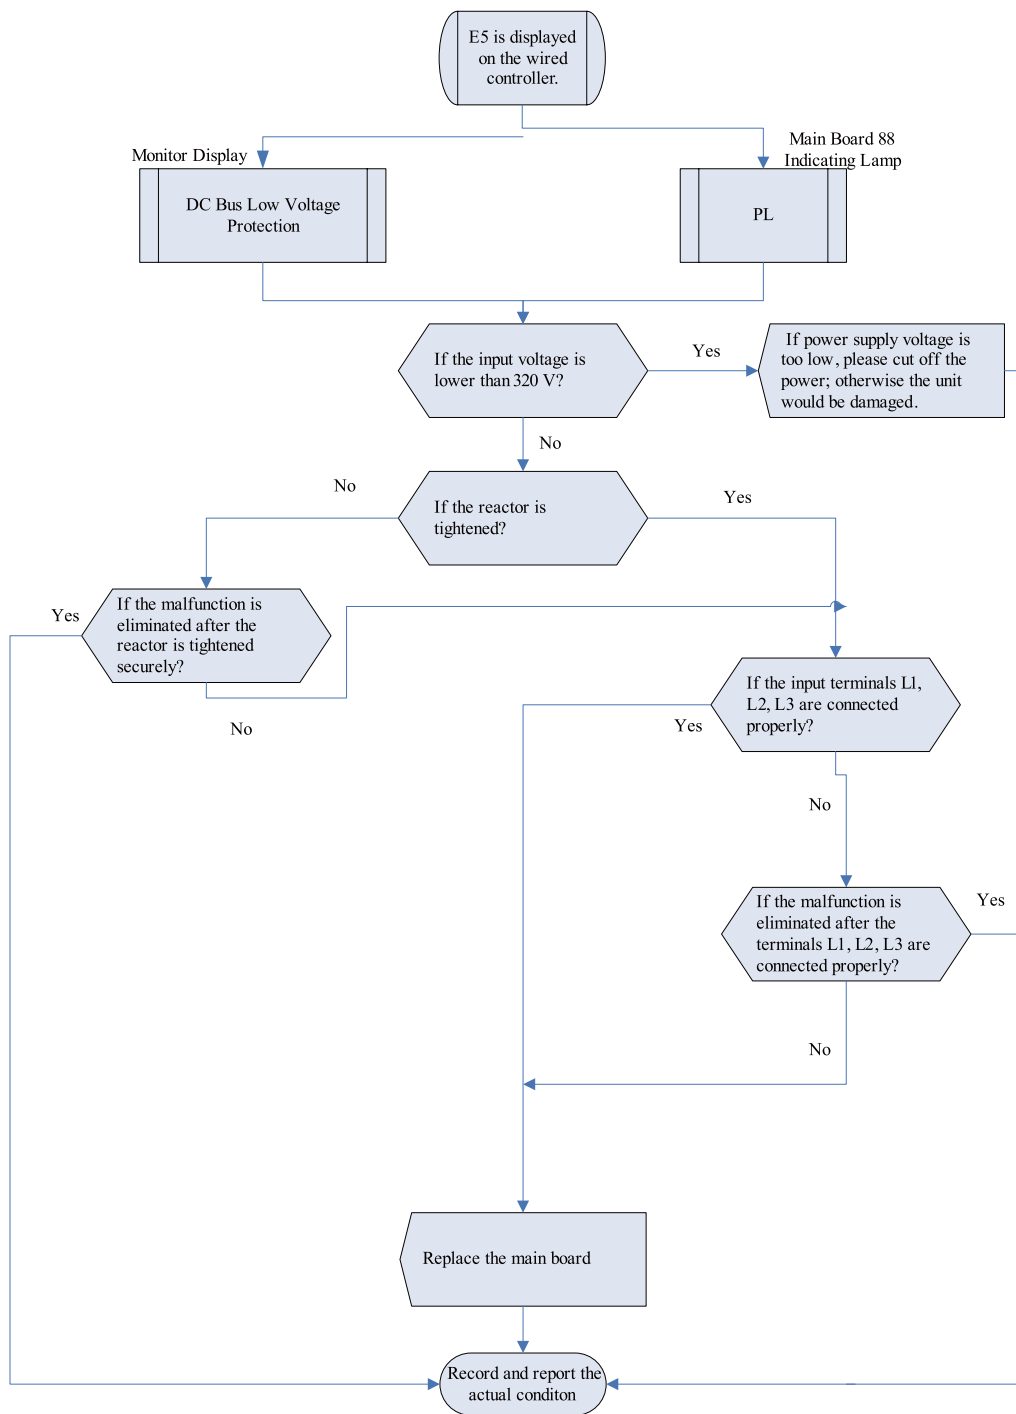 E5 is displayed
on the wired
controller.
Monitor Display
Main Board 88
Indicating Lamp
DC Bus Low Voltage
Protection
PL
If the input voltage is
lower than 320 V?
Yes
If power supply voltage is
too low, please cut off the
power; otherwise the unit
would be damaged.
No
No
If the reactor is
tightened?
Yes
Yes
If the malfunction is
eliminated after the
reactor is tightened
securely?
No
If the input terminals L1,
L2, L3 are connected
properly?
Yes
No
If the malfunction is
eliminated after the
terminals L1, L2, L3 are
connected properly?
Yes
No
Replace the main board
Record and report the
actual conditon